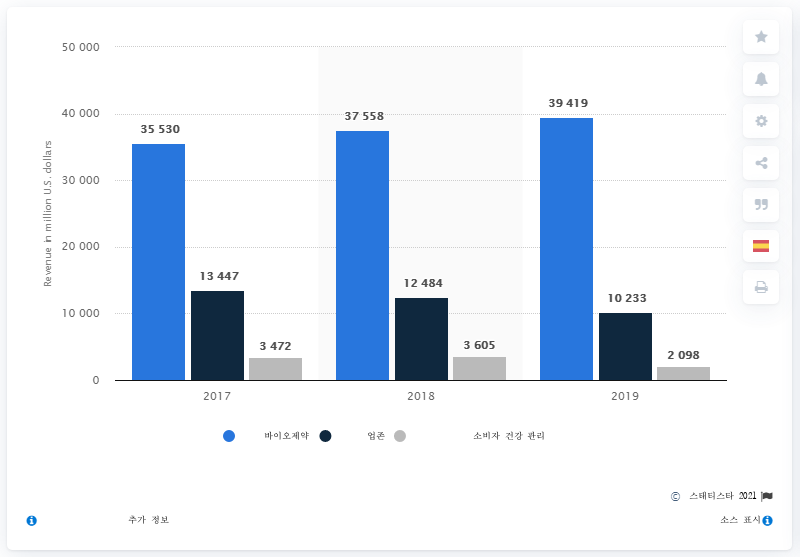 50 000
40 000
30 000
20 000
10 000
0
Revenue in million U.S. dollars
35 530
13 447
3 472
37 558
12 484
3 605
39 419
10 233
2 098
2017
2018
2019
바이오제약
업존
소비자 건강 관리
© 스태티스타 2021
추가 정보
소스 표시